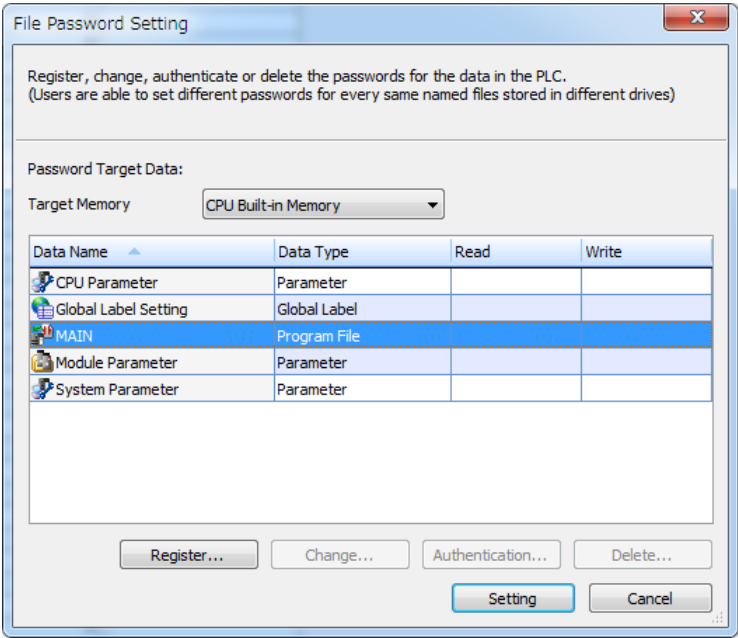 File Password Setting
Register, change, authenticate or delete the passwords for the data in the PLC.
(Users are able to set different passwords for every same named files stored in different drives)
Password Target Data:
Target Memory CPU Built-in Memory
Data Name Data Type Read Write
CPU Parameter Parameter
Global Label Setting Global Label
MAIN Program File
Module Parameter Parameter
System Parameter Parameter
Register... Change... Authentication... Delete...
Setting Cancel